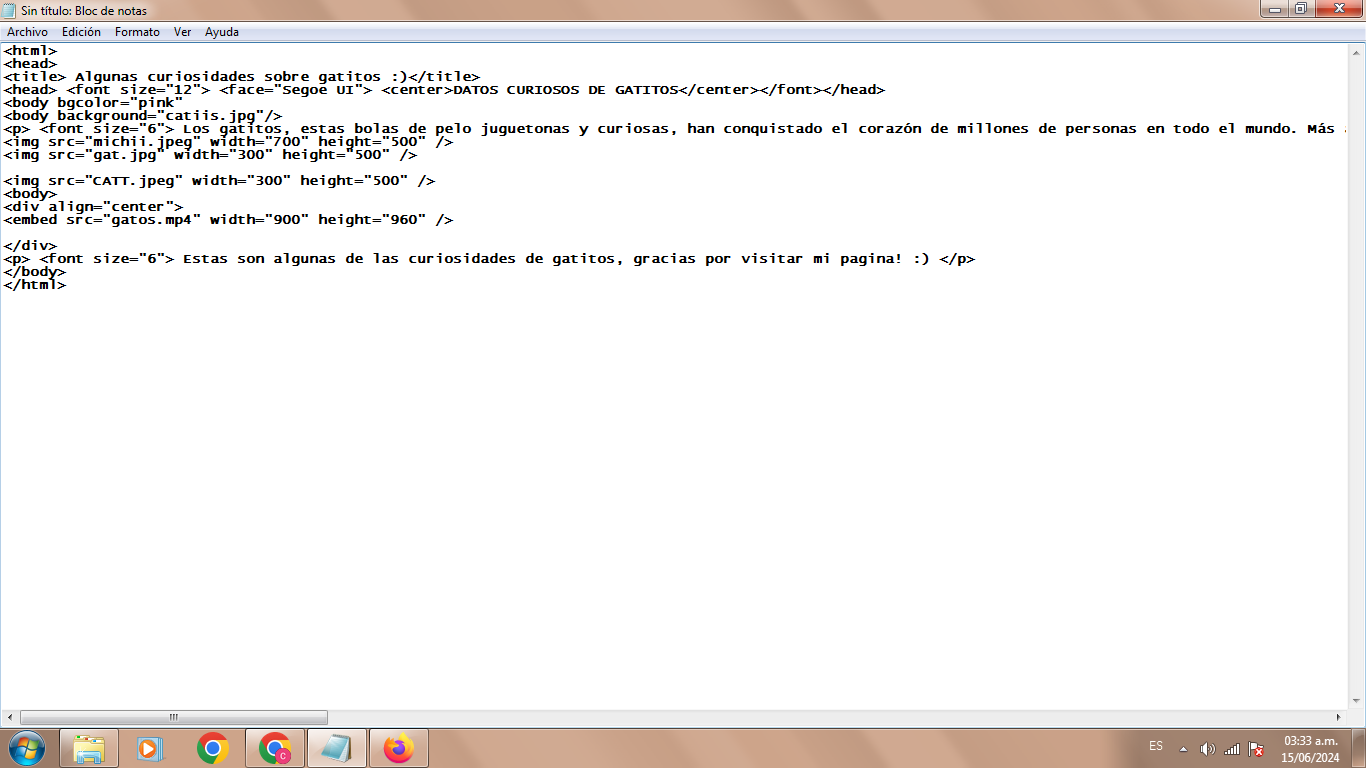 Sin título: Bloc de notas
Archivo Edición Formato Ver Ayuda
<html>
<head>
<title> Algunas curiosidades sobre gatitos :)</title>
<head> <font size="12"> <face="Segoe UI"> <center>DATOS CURIOSOS DE GATITOS</center></font></head>
<body bgcolor="pink"
<body background="catiis.jpg"/>
<p> <font size="6"> Los gatitos, estas bolas de pelo juguetonas y curiosas, han conquistado el corazón de millones de personas en todo el mundo. Más
<img src="michii.jpeg" width="700" height="500" />
<img src="gat.jpg" width="300" height="500" />
<img src="CATT.jpeg" width="300" height="500" />
<body>
<div align="center">
<embed src="gatos.mp4" width="900" height="960" />
</div>
<p> <font size="6"> Estas son algunas de las curiosidades de gatitos, gracias por visitar mi pagina! :) </p>
</body>
</html>
ES
03:33 a.m.
15/06/2024